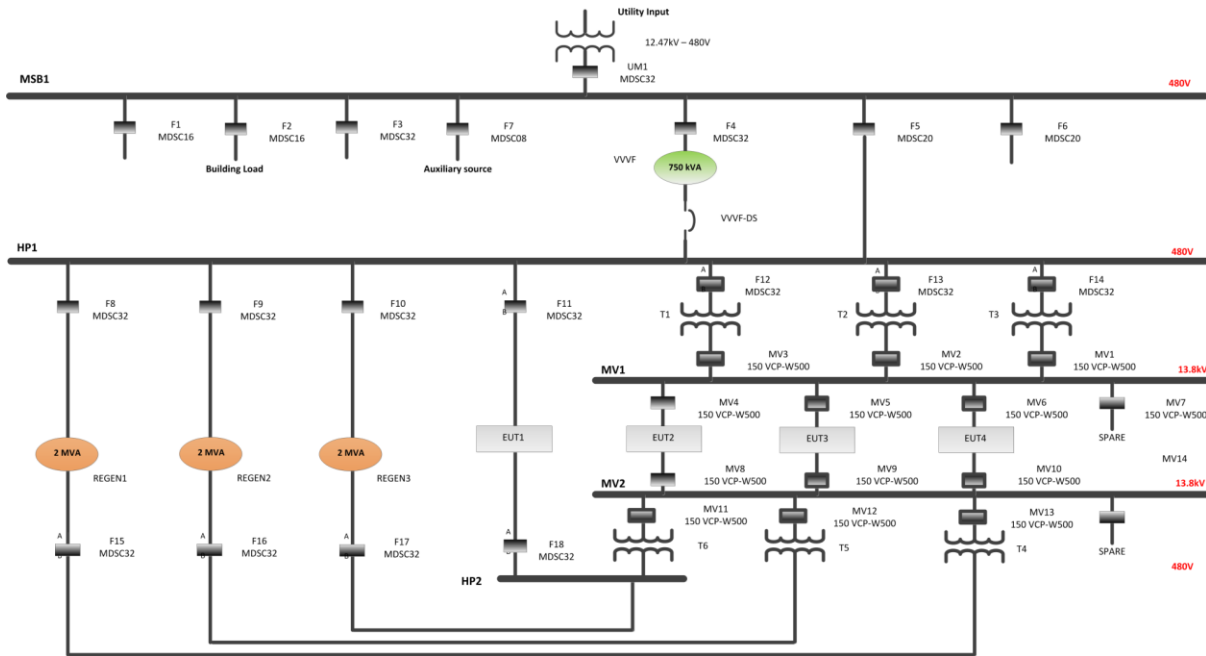 Utility Input
12.47kV – 480V
UM1
MDSC32
MSB1
480V
F1
MDSC16
F2
MDSC16
F3
MDSC32
F7
MDSC08
F4
MDSC32
F5
MDSC20
F6
MDSC20
Building Load
Auxiliary source
VVVF
750 kVA
VVVF-DS
HP1
480V
F8
MDSC32
F9
MDSC32
F10
MDSC32
A
B
F11
MDSC32
A
F12
MDSC32
A
F13
MDSC32
A
F14
MDSC32
T1
T2
T3
MV3
150 VCP-W500
MV2
150 VCP-W500
MV1
150 VCP-W500
MV1
13.8kV
MV4
150 VCP-W500
MV5
150 VCP-W500
MV6
150 VCP-W500
MV7
150 VCP-W500
SPARE
EUT1
EUT2
EUT3
EUT4
2 MVA
REGEN1
2 MVA
REGEN2
2 MVA
REGEN3
MV8
150 VCP-W500
MV9
150 VCP-W500
MV10
150 VCP-W500
MV14
MV2
13.8kV
MV11
150 VCP-W500
MV12
150 VCP-W500
MV13
150 VCP-W500
SPARE
A
F15
MDSC32
A
F16
MDSC32
A
F17
MDSC32
A
F18
MDSC32
T6
T5
T4
HP2
480V